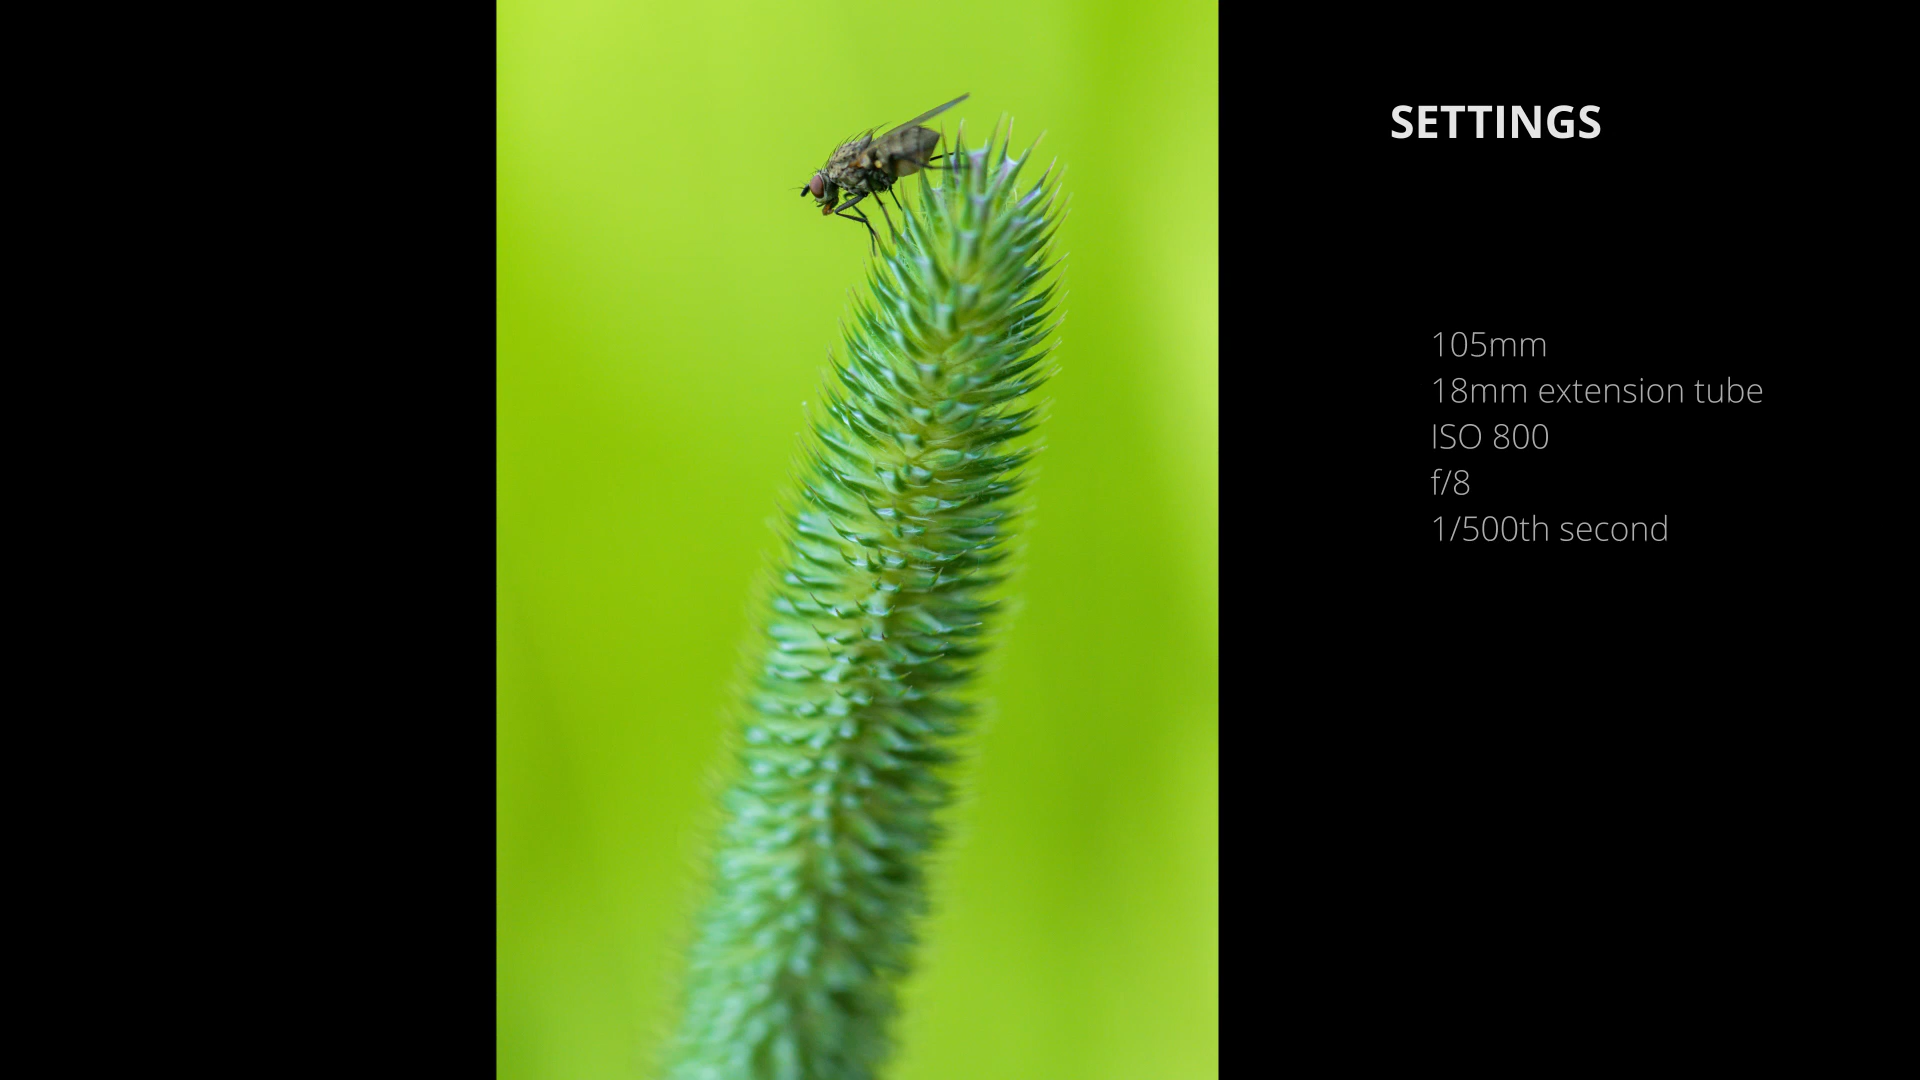 SETTINGS
105mm
18mm extension tube
ISO 800
f/8
1/500th second